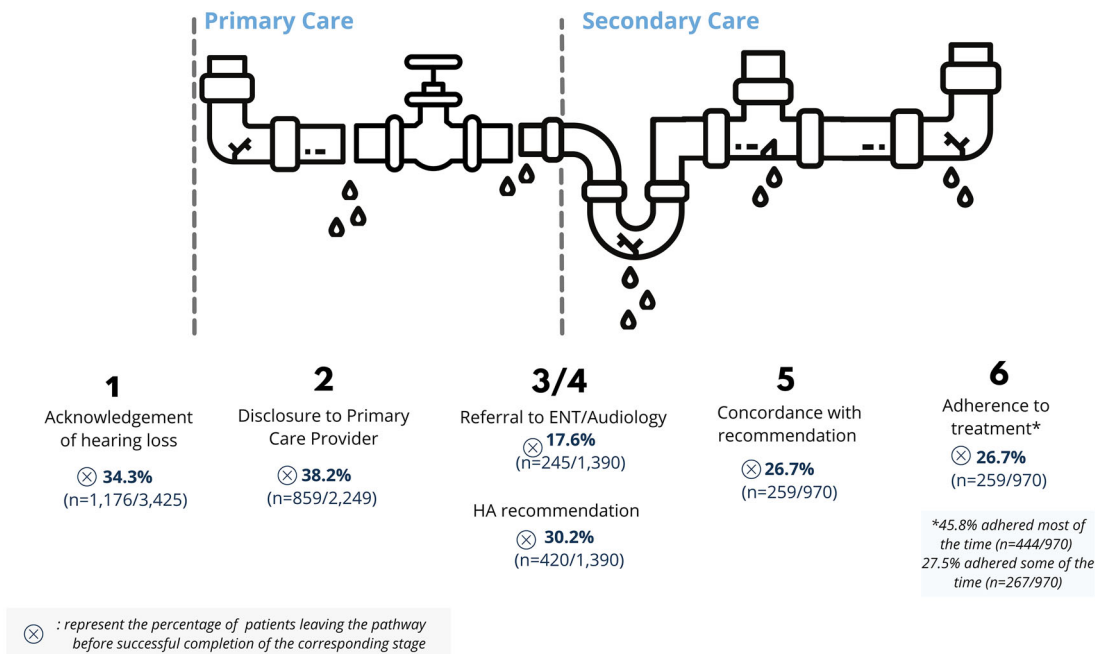 Primary Care
Secondary Care
1
Acknowledgement
of hearing loss
34.3%
(n=1,176/3,425)
2
Disclosure to Primary
Care Provider
38.2%
(n=859/2,249)
3/4
Referral to ENT/Audiology
17.6%
(n=245/1,390)
HA recommendation
30.2%
(n=420/1,390)
5
Concordance with
recommendation
26.7%
(n=259/970)
6
Adherence to
treatment*
26.7%
(n=259/970)
*45.8% adhered most of
the time (n=444/970)
27.5% adhered some of the
time (n=267/970)
: represent the percentage of patients leaving the pathway
before successful completion of the corresponding stage